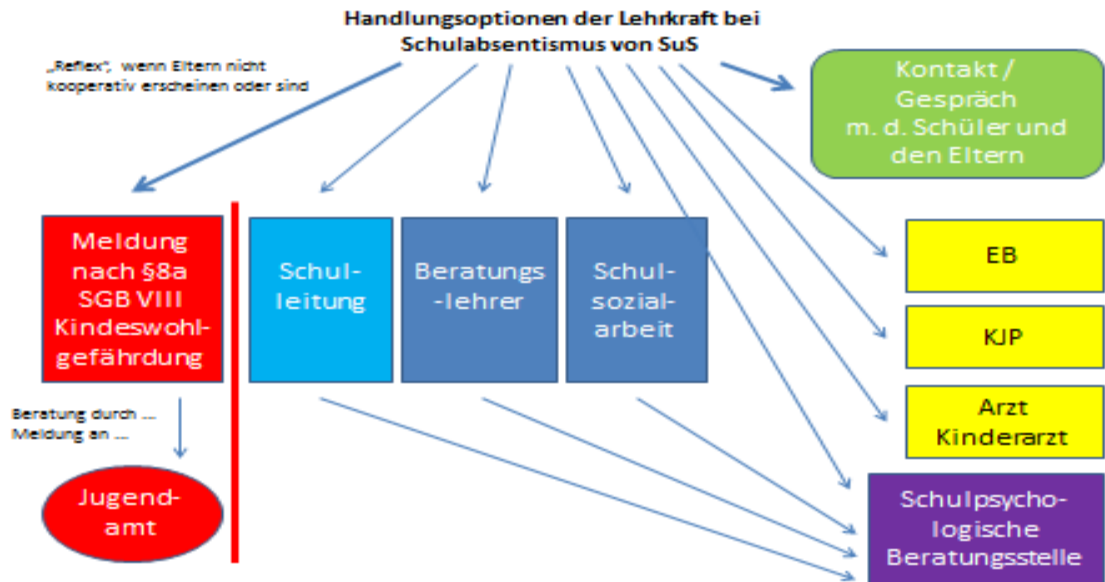 Handlungsoptionen der Lehrkraft bei
Schulabsentismus von SuS
„Reflex“, wenn Eltern nicht
kooperativ erscheinen oder sind
Kontakt /
Gespräch
m. d. Schüler und
den Eltern
Meldung
nach §8a
SGB VIII
Kindeswohl-
gefährdung
Schul-
leitung
Beratungs
-lehrer
Schul-
sozial-
arbeit
EB
KJP
Arzt
Kinderarzt
Beratung durch ...
Meldung an ...
Jugend-
amt
Schulpsycho-
logische
Beratungsstelle